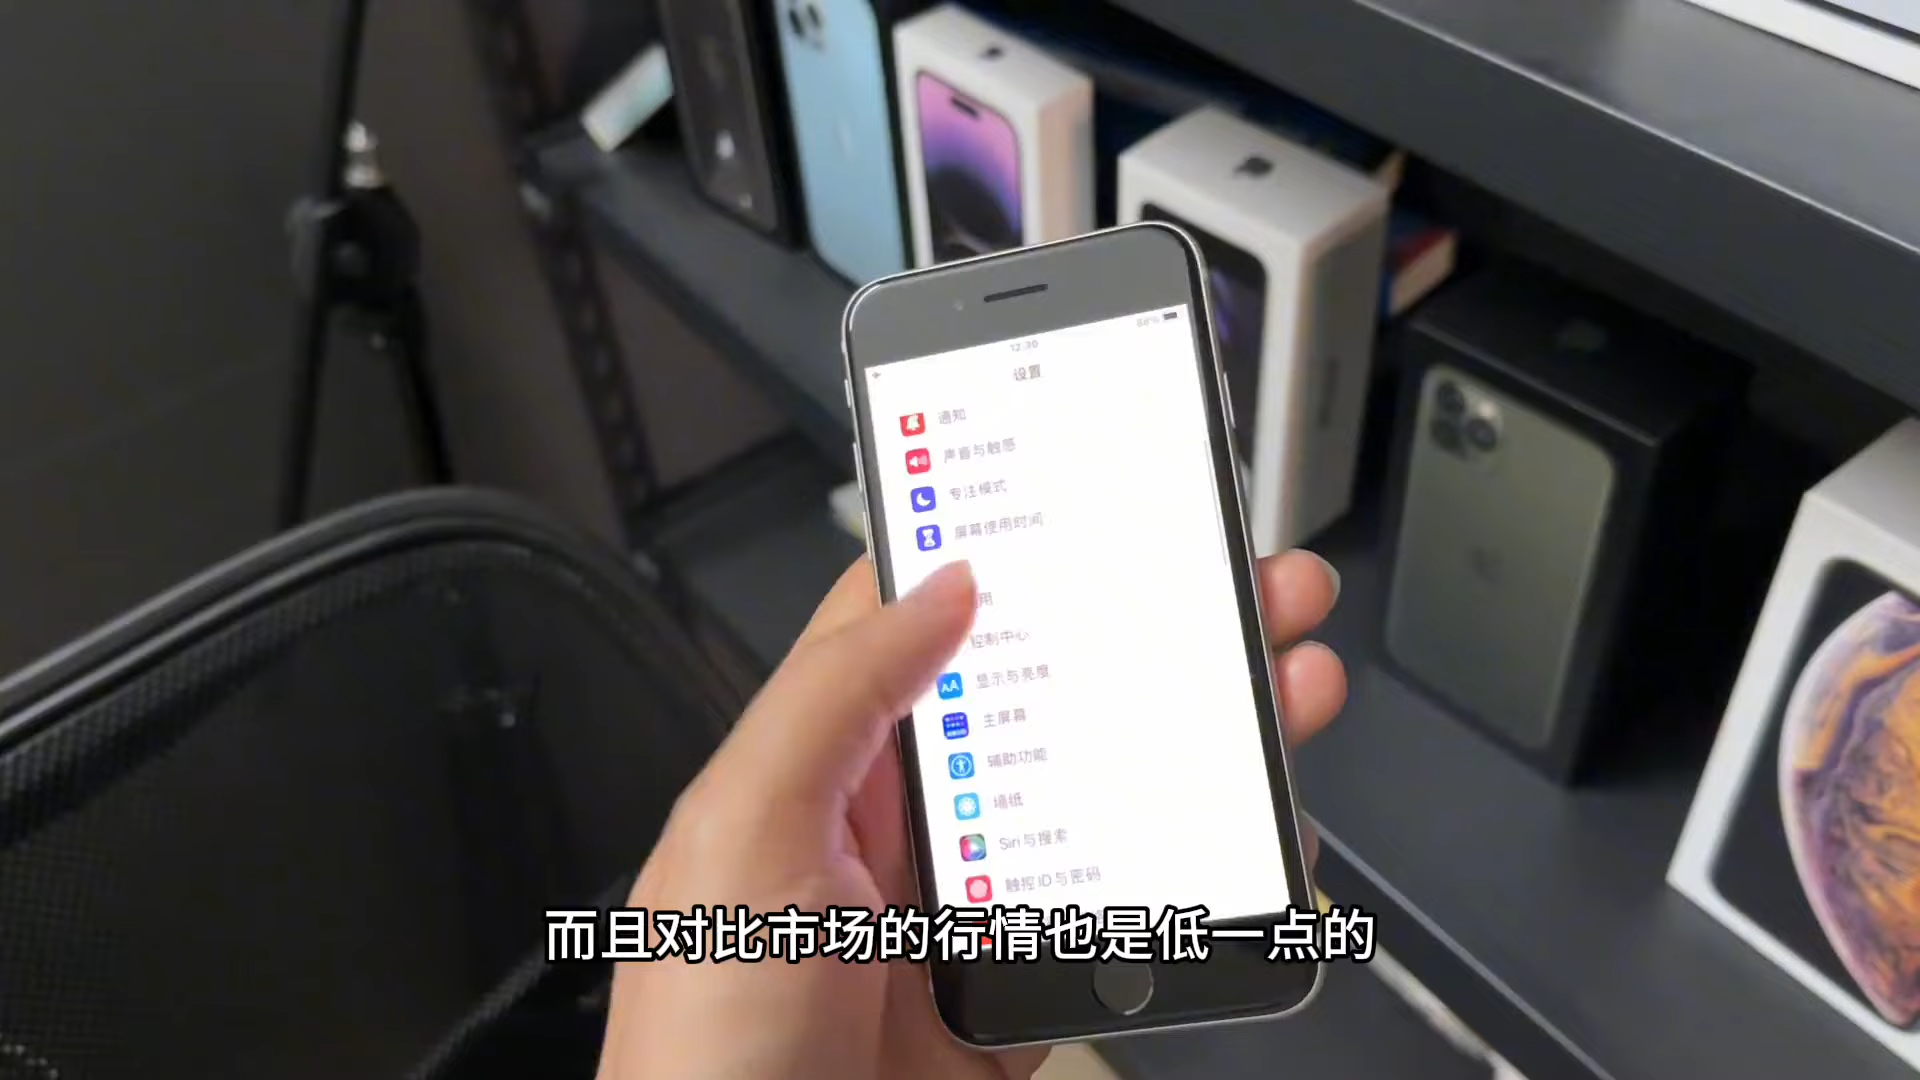 12:30
设置
通知
声音与触感
专注模式
屏幕使用时间
用
控制中心
显示与亮度
主屏幕
辅助功能
墙纸
Siri与搜索
触控ID与密码
而且对比市场的行情也是低一点的